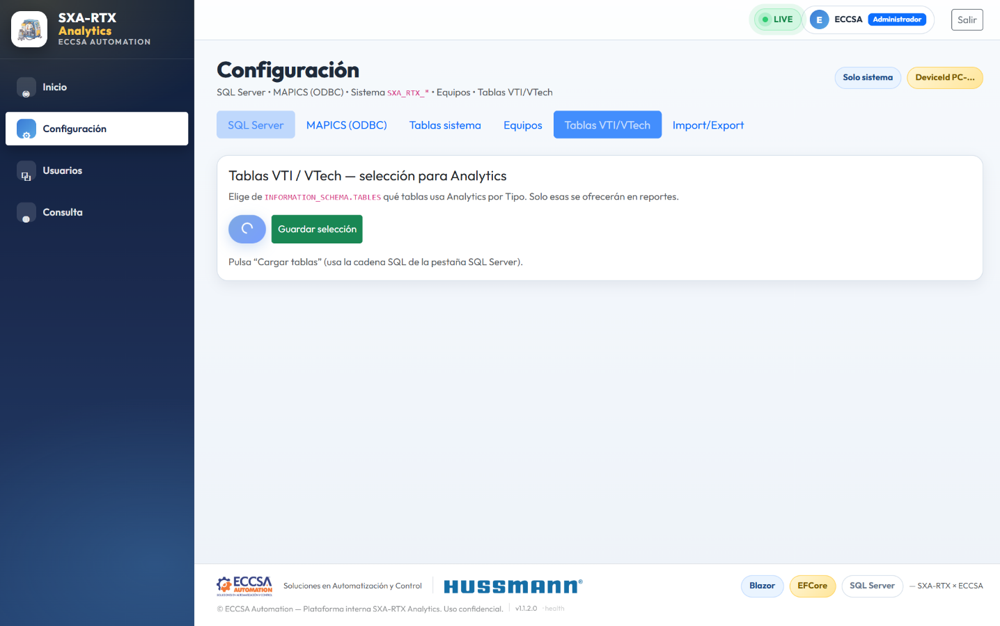 SXA-RTX
Analytics
ECCSA AUTOMATION
Inicio
Configuración
Usuarios
Consulta
LIVE
E
ECCSA
Administrador
Salir
Configuración
SQL Server • MAPICS (ODBC) • Sistema SXA_RTX_* • Equipos • Tablas VTI/VTech
Solo sistema
DeviceId PC-...
SQL Server
MAPICS (ODBC)
Tablas sistema
Equipos
Tablas VTI/VTech
Import/Export
Tablas VTI / VTech — selección para Analytics
Elige de INFORMATION_SCHEMA.TABLES qué tablas usa Analytics por Tipo. Solo esas se ofrecerán en reportes.
Guardar selección
Pulsa “Cargar tablas” (usa la cadena SQL de la pestaña SQL Server).
ECCSA
AUTOMATION
SOLUCIONES EN AUTOMATIZACIÓN Y CONTROL
Soluciones en Automatización y Control
HUSSMANN®
Blazor
EFCore
SQL Server
— SXA-RTX × ECCSA
© ECCSA Automation — Plataforma interna SXA-RTX Analytics. Uso confidencial.
v1.1.2.0
· health